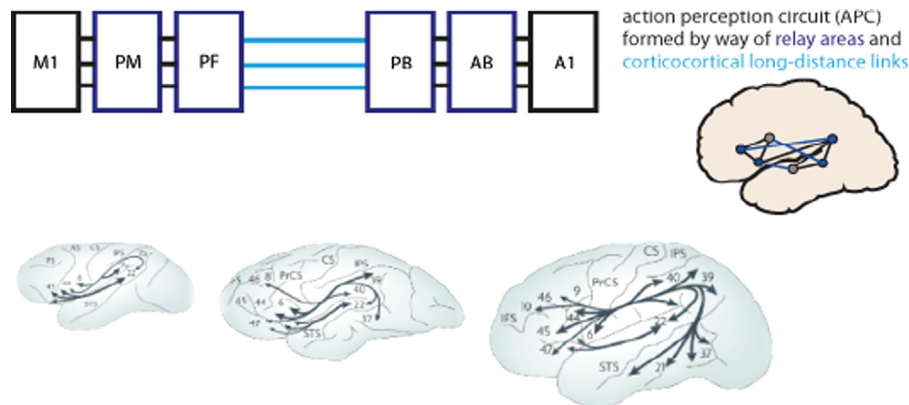 action perception circuit (APC)
formed by way of relay areas and
corticocortical long-distance links
M1 PM PF PB AB A1
AS CS IPS
PS
6 22
45 44
STS
CS IPS
46 8 PrCS 39
45 44 6 40
22
47 37
STS
CS IPS
PrCS 40 39
10 46 9
IFS 44 22
45 6
47 37
STS 21